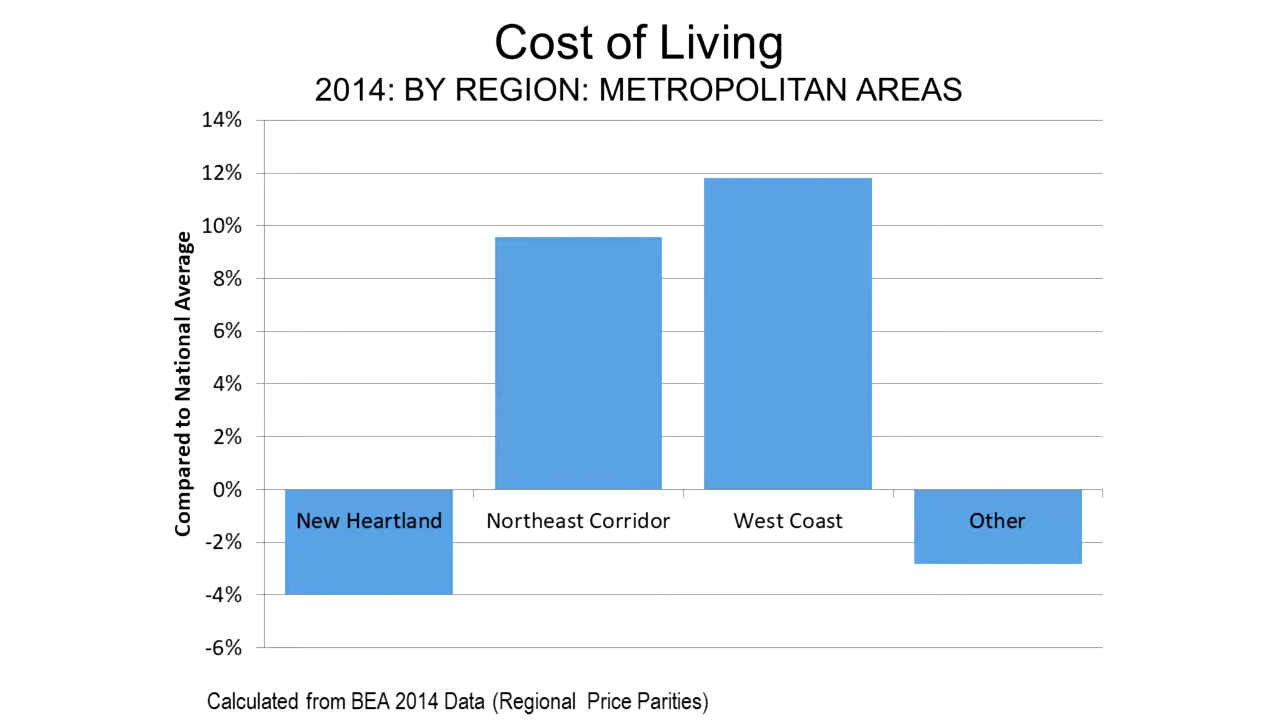 Cost of Living
2014: BY REGION: METROPOLITAN AREAS
Compared to National Average
14%
12%
10%
8%
6%
4%
2%
0%
-2%
-4%
-6%
New Heartland
Northeast Corridor
West Coast
Other
Calculated from BEA 2014 Data (Regional Price Parities)